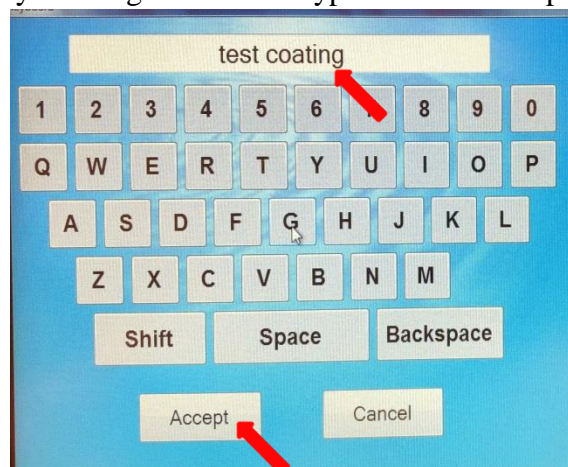 test coating
1 2 3 4 5 6 8 9 0
Q W E R T Y U I O P
A S D F G H J K L
Z X C V B N M
Shift Space Backspace
Accept Cancel